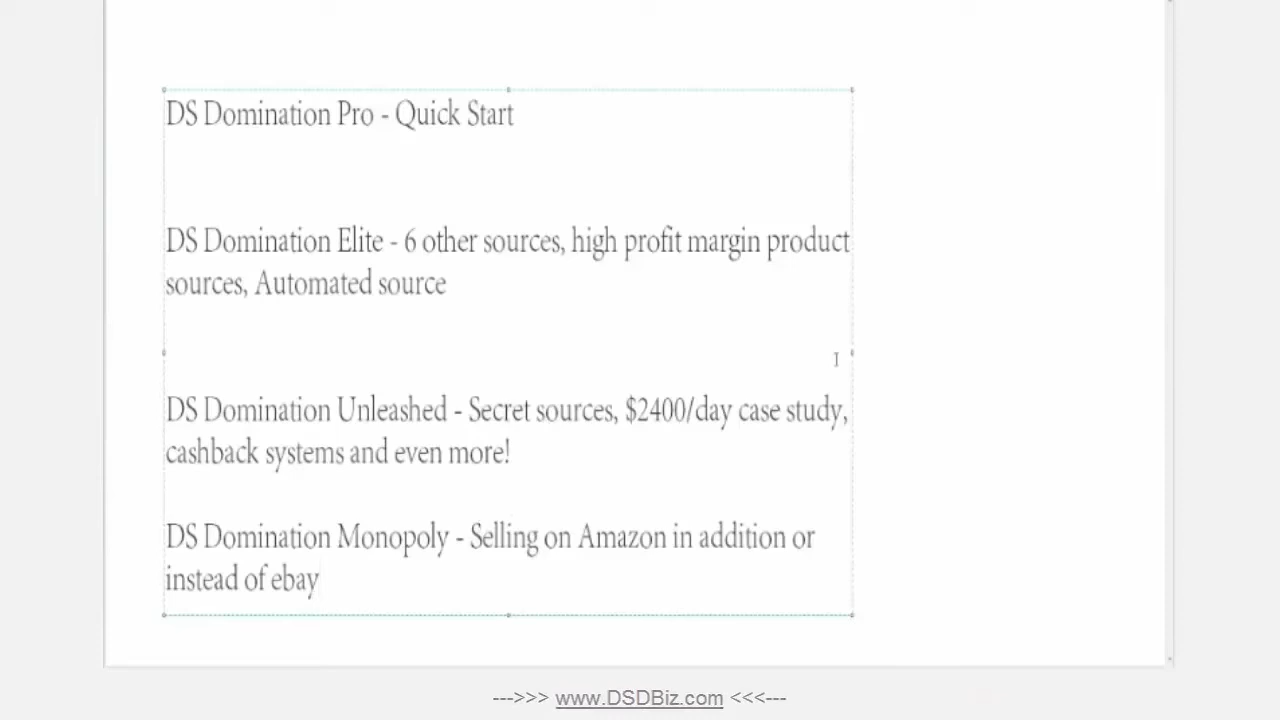 DS Domination Pro - Quick Start
DS Domination Elite - 6 other sources, high profit margin product
sources, Automated source
DS Domination Unleashed - Secret sources, $2400/day case study,
cashback systems and even more!
DS Domination Monopoly - Selling on Amazon in addition or
instead of ebay
--->>> www.DSDBiz.com <<<---